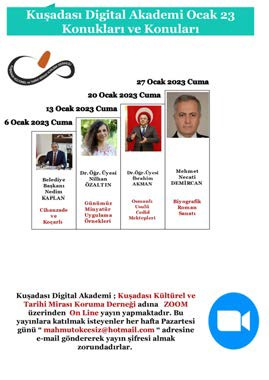 Kuşadası Digital Akademi Ocak 23
Konukları ve Konuları
27 Ocak 2023 Cuma
20 Ocak 2023 Cuma
13 Ocak 2023 Cuma
6 Ocak 2023 Cuma
Belediye
Başkanı
Nedim
KAPLAN
Cihanzade
ve
Koçarlı
Dr. Öğr. Üyesi
Nilhan
ÖZALTIN
Günümüz
Minyatür
Uygulama
Örnekleri
Dr.Öğr.Üyesi
İbrahim
AKMAN
Osmanlı
Usulü
Cedid
Mektepleri
Mehmet
Necati
DEMİRCAN
Biyografik
Roman
Sanatı
Kuşadası Digital Akademi ; Kuşadası Kültürel ve
Tarihi Mirası Koruma Derneği adına ZOOM
üzerinden On Line yayın yapmaktadır. Bu
yayınlara katılmak isteyenler her hafta Pazartesi
günü “ mahmutokcesiz@hotmail.com “ adresine
e-mail göndererek yayın şifresi almak
zorundadırlar.